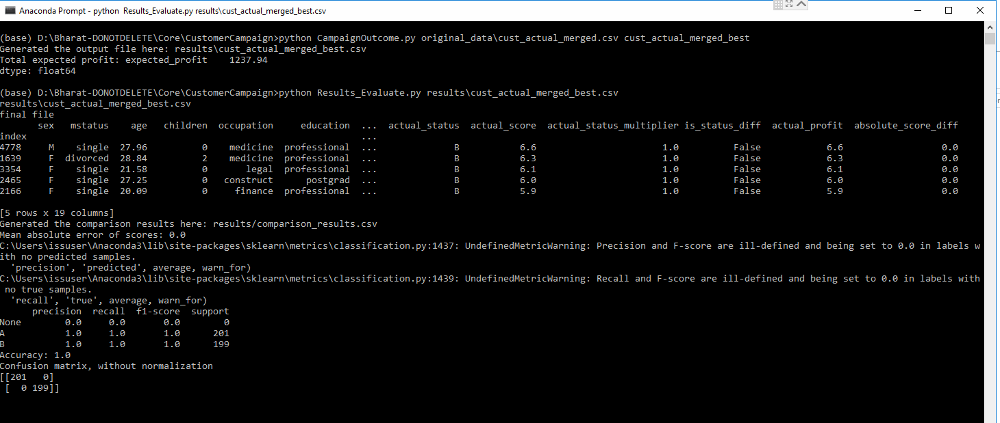 Anaconda Prompt - python  Results_Evaluate.py results\cust_actual_merged_best.csv
(base) D:\Bharat-DONOTDELETE\Core\CustomerCampaign>python CampaignOutcome.py original_data\cust_actual_merged.csv cust_actual_merged_best
Generated the output file here: results\cust_actual_merged_best.csv
Total expected profit: expected_profit    1237.94
dtype: float64
(base) D:\Bharat-DONOTDELETE\Core\CustomerCampaign>python Results_Evaluate.py results\cust_actual_merged_best.csv
results\cust_actual_merged_best.csv
final file
       sex   mstatus    age   children  occupation     education  ...  actual_status  actual_score  actual_status_multiplier is_status_diff  actual_profit  absolute_score_diff
index                                                             ...
4778     M    single  27.96          0    medicine  professional  ...              B           6.6                       1.0          False            6.6                  0.0
1639     F  divorced  28.84          2    medicine  professional  ...              B           6.3                       1.0          False            6.3                  0.0
3354     F    single  21.58          0       legal  professional  ...              B           6.1                       1.0          False            6.1                  0.0
2465     F    single  27.25          0   construct      postgrad  ...              B           6.0                       1.0          False            6.0                  0.0
2166     F    single  20.09          0     finance  professional  ...              B           5.9                       1.0          False            5.9                  0.0
[5 rows x 19 columns]
Generated the comparison results here: results/comparison_results.csv
Mean absolute error of scores: 0.0
C:\Users\issuser\Anaconda3\lib\site-packages\sklearn\metrics\classification.py:1437: UndefinedMetricWarning: Precision and F-score are ill-defined and being set to 0.0 in labels w
ith no predicted samples.
  'precision', 'predicted', average, warn_for)
C:\Users\issuser\Anaconda3\lib\site-packages\sklearn\metrics\classification.py:1439: UndefinedMetricWarning: Recall and F-score are ill-defined and being set to 0.0 in labels with
 no true samples.
  'recall', 'true', average, warn_for)
      precision  recall  f1-score  support
None        0.0     0.0       0.0        0
A           1.0     1.0       1.0      201
B           1.0     1.0       1.0      199
Accuracy: 1.0
Confusion matrix, without normalization
[[201   0]
 [  0 199]]